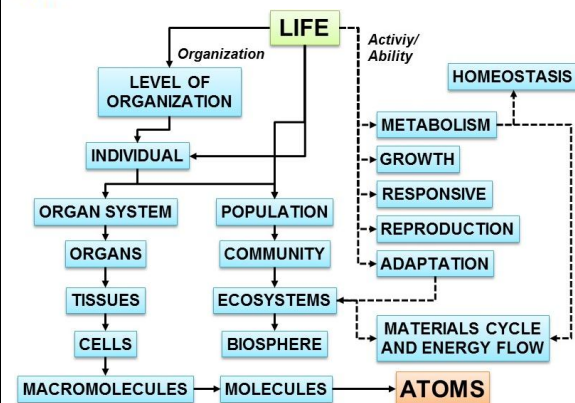 LIFE
Organization
Activiy/
Ability
LEVEL OF
ORGANIZATION
HOMEOSTASIS
METABOLISM
INDIVIDUAL
GROWTH
RESPONSIVE
ORGAN SYSTEM
POPULATION
REPRODUCTION
ORGANS
COMMUNITY
ADAPTATION
TISSUES
ECOSYSTEMS
CELLS
BIOSPHERE
MATERIALS CYCLE
AND ENERGY FLOW
MACROMOLECULES
MOLECULES
ATOMS